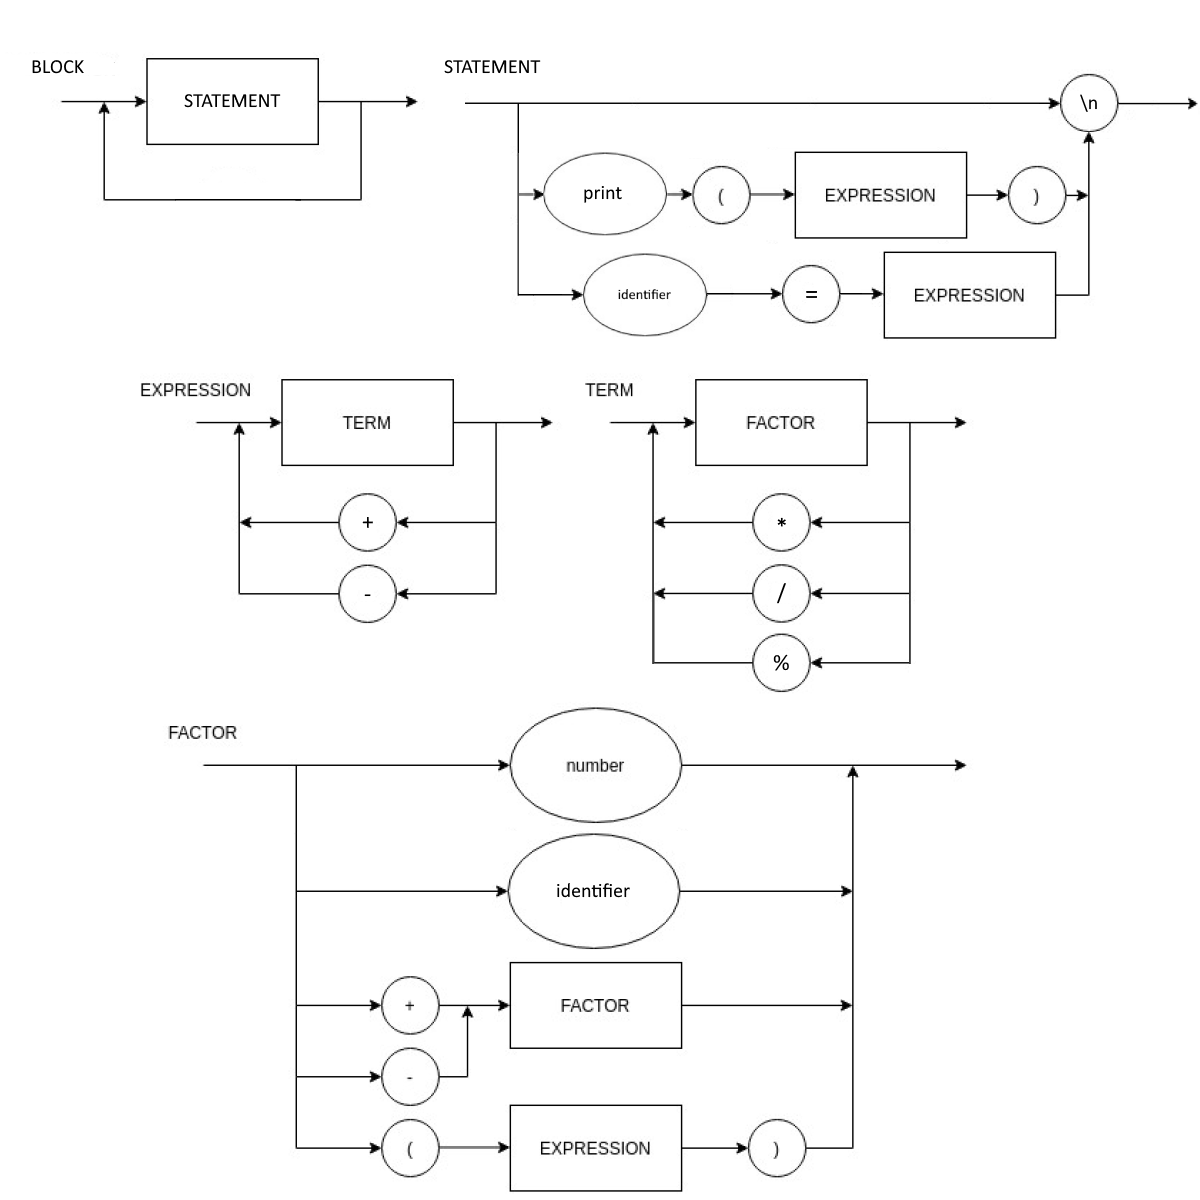 BLOCK
STATEMENT
STATEMENT
\n
print
(
EXPRESSION
)
identifier
=
EXPRESSION
EXPRESSION
TERM
+
-
TERM
FACTOR
*
/
%
FACTOR
number
identifier
+
FACTOR
-
(
EXPRESSION
)